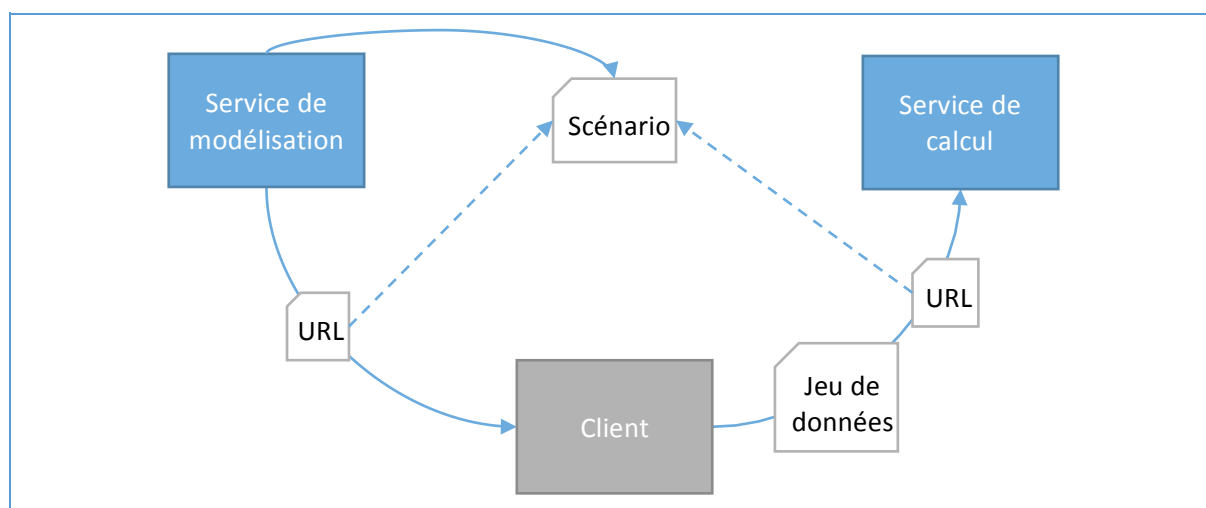 Service de
modélisation
Scénario
Service de
calcul
URL
URL
Jeu de
données
Client